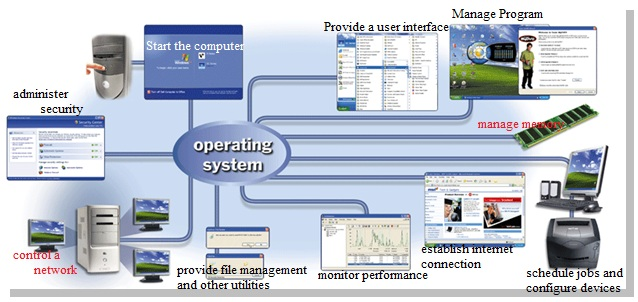 Manage Program
Provide a user interface
Start the computer
administer
security
operating
system
manage memory
control a
network
provide file management
and other utilities
monitor performance
establish internet
connection
schedule jobs and
configure devices